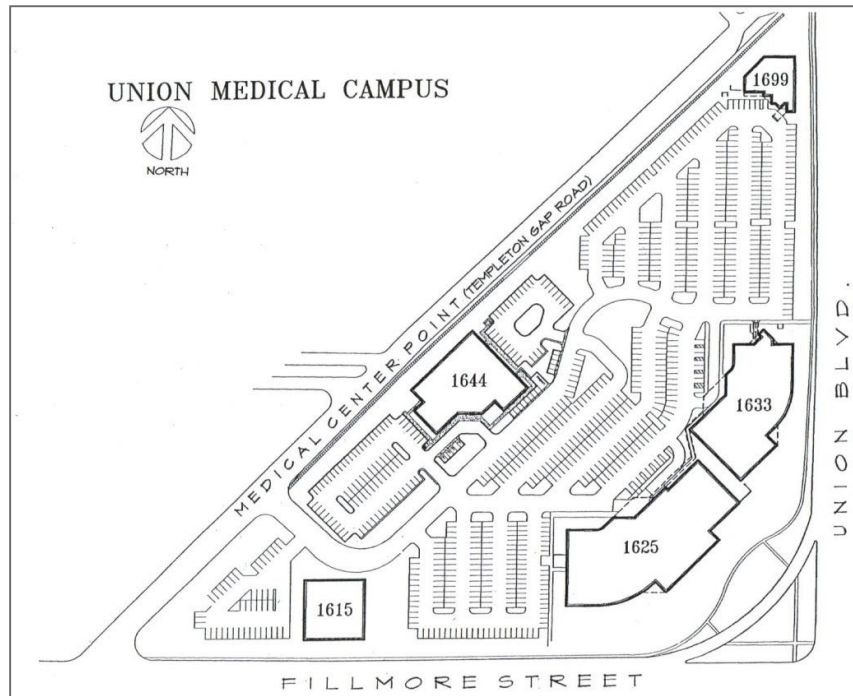 UNION MEDICAL CAMPUS
NORTH
1699
MEDICAL CENTER POINT (TEMPLETON GAP ROAD)
1644
1633
UNION BLVD.
1625
1615
FILLMORE STREET